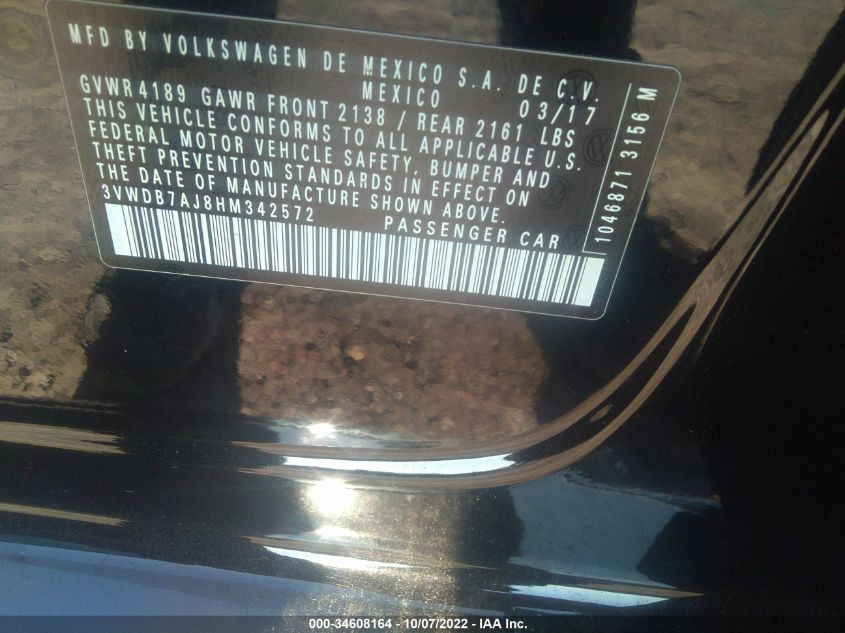 MFD BY VOLKSWAGEN DE MEXICO S.A. DE C.V.
MEXICO 03/17
GVWR 4189 GAWR FRONT 2138 / REAR 2161 LBS
THIS VEHICLE CONFORMS TO ALL APPLICABLE U.S.
FEDERAL MOTOR VEHICLE SAFETY, BUMPER AND
THEFT PREVENTION STANDARDS IN EFFECT ON
THE DATE OF MANUFACTURE SHOWN ABOVE.
3VWDB7AJ8HM342572 PASSENGER CAR
1046871 3156 M
000-34608164 - 10/07/2022 - IAA Inc.